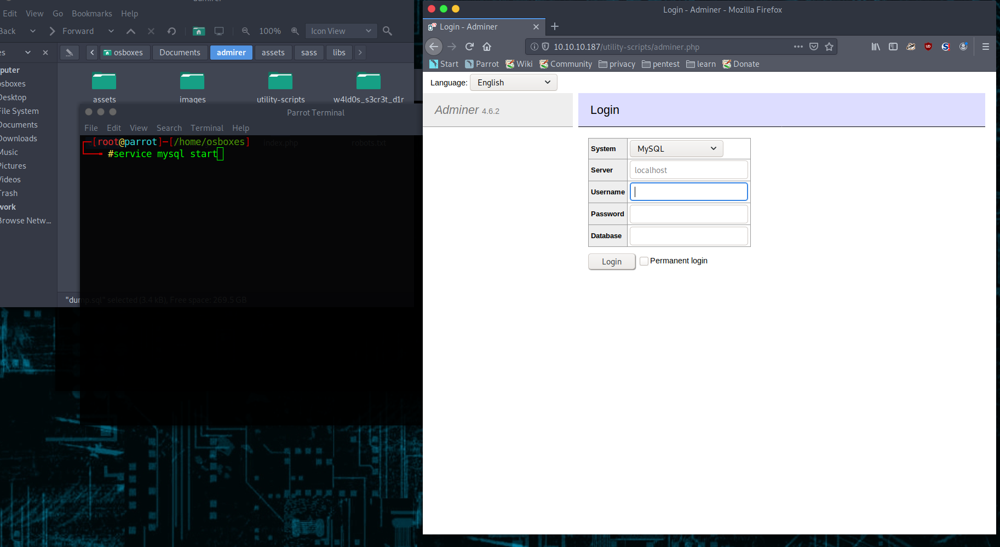 Edit View Go Bookmarks Help
Back Forward 100% Icon View
osboxes Documents admirer assets sass libs
Desktop
File System
Documents
Downloads
Music
Pictures
Videos
Trash
Browse Netw...
osboxes
assets images utility-scripts w4ld0s_s3cr3t_d1r
index.php robots.txt
"dump.sql" selected (3.4 kB), Free space: 269.5 GB
Parrot Terminal
File Edit View Search Terminal Help
[root@parrot]─[/home/osboxes]
#service mysql start
Login - Adminer - Mozilla Firefox
Login - Adminer
10.10.10.187/utility-scripts/adminer.php
Start Parrot Wiki Community privacy pentest learn Donate
Language: English
Adminer 4.6.2
Login
System MySQL
Server localhost
Username
Password
Database
Login Permanent login